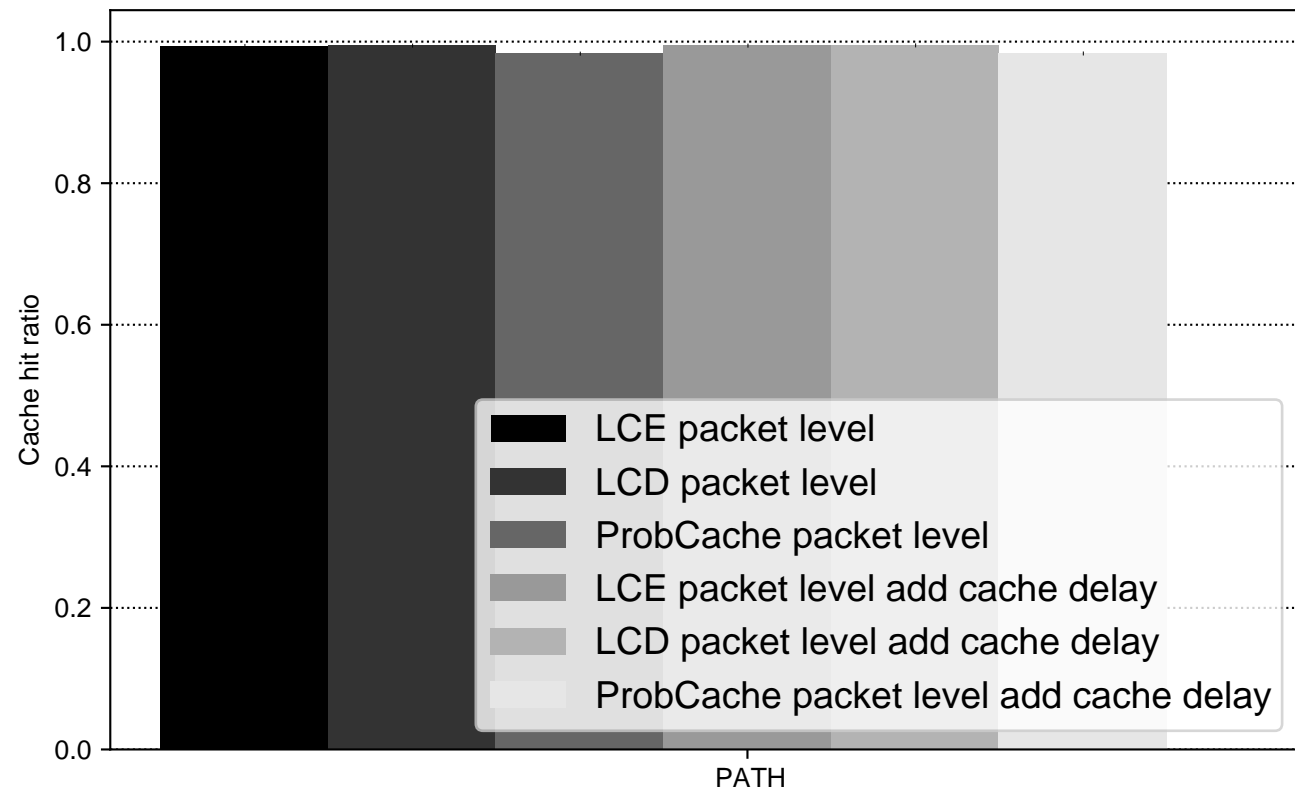 1.0
0.8
0.6
0.4
0.2
0.0
Cache hit ratio
LCE packet level
LCD packet level
ProbCache packet level
LCE packet level add cache delay
LCD packet level add cache delay
ProbCache packet level add cache delay
PATH